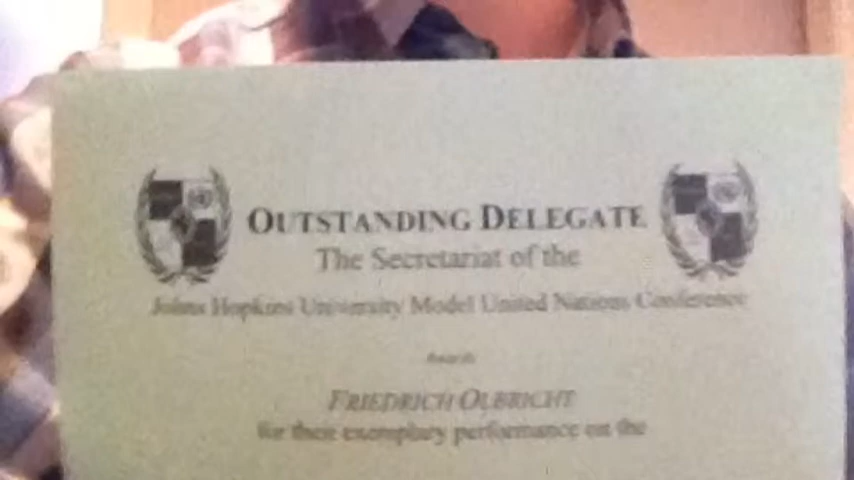 OUTSTANDING DELEGATE
The Secretariat of the
Johns Hopkins University Model United Nations Conference
Awards
FRIEDRICH OLBRICHT
for their exemplary performance on the